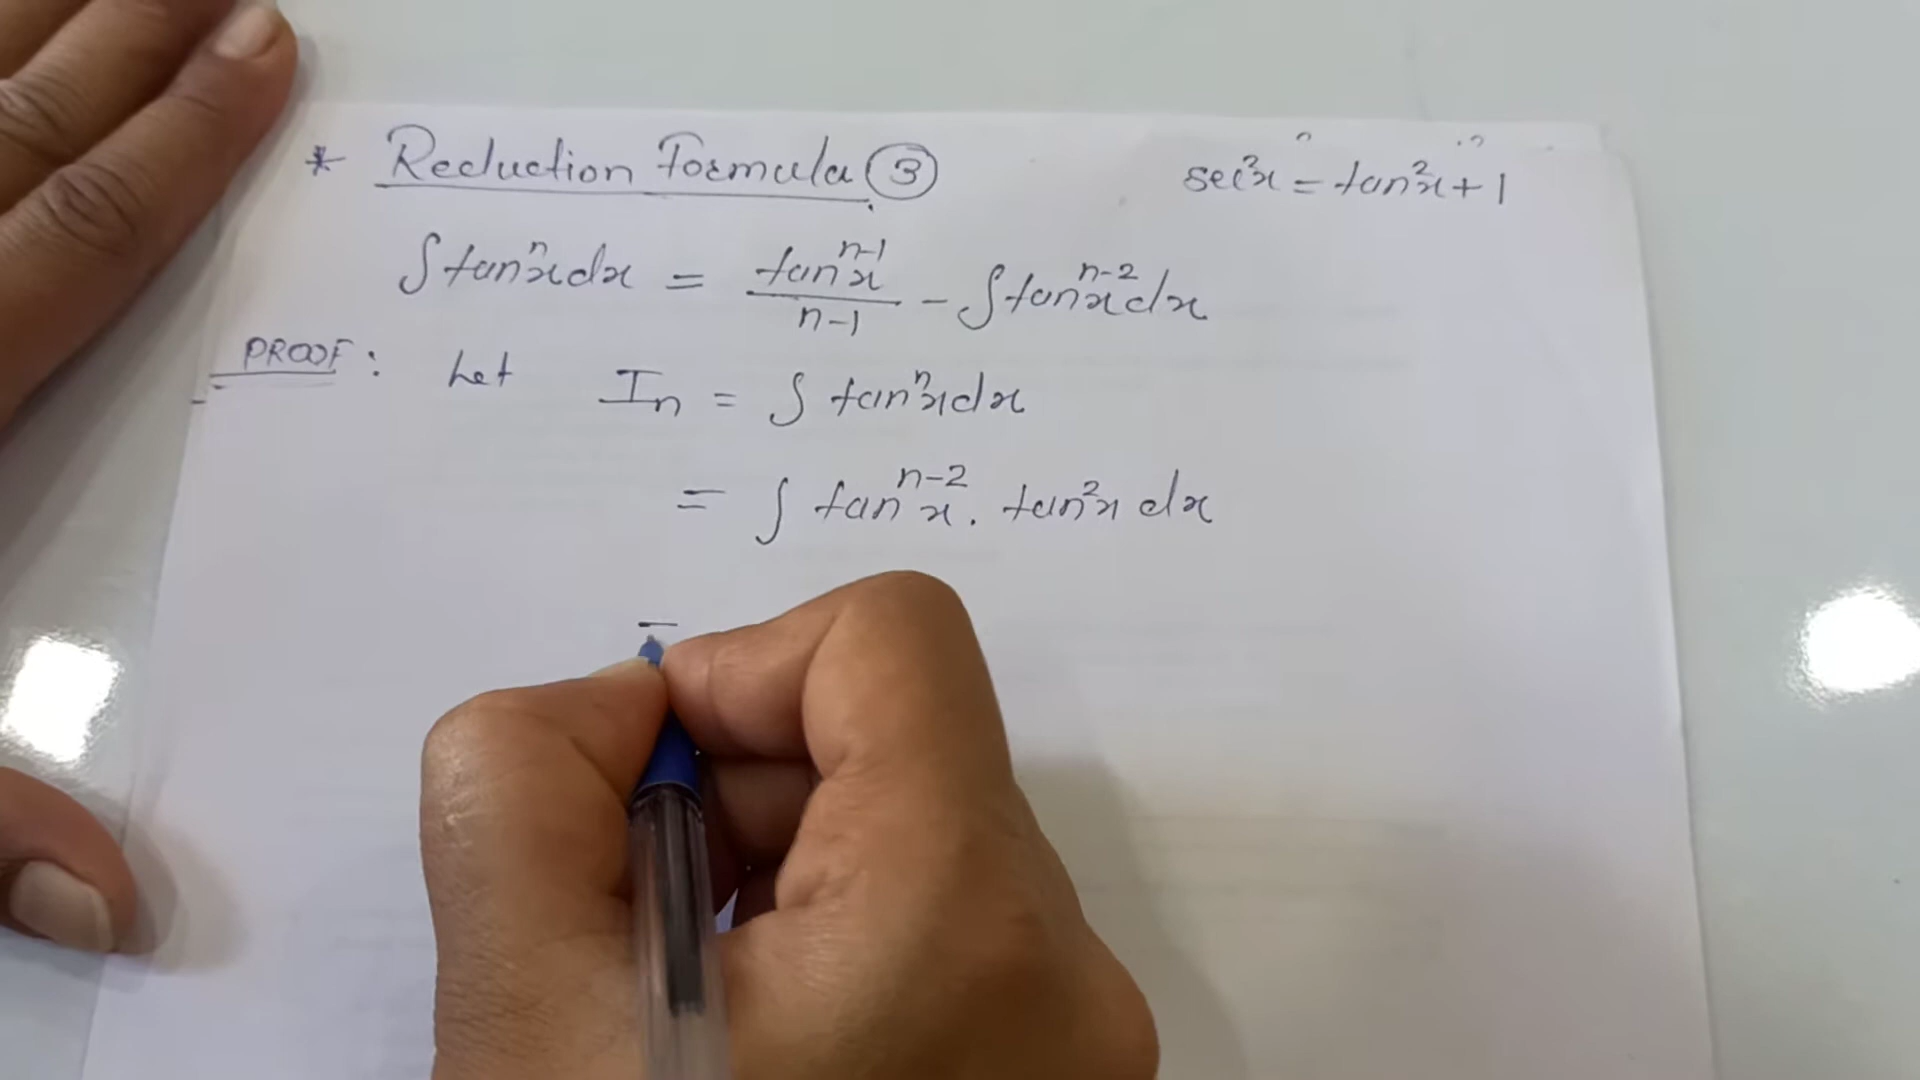 * Reduction Formula ③
sec²x = tan²x + 1
∫tanⁿx dx = tanⁿ⁻¹x / n-1 - ∫tanⁿ⁻²x dx
PROOF : Let Iₙ = ∫ tanⁿx dx
= ∫ tanⁿ⁻²x . tan²x dx